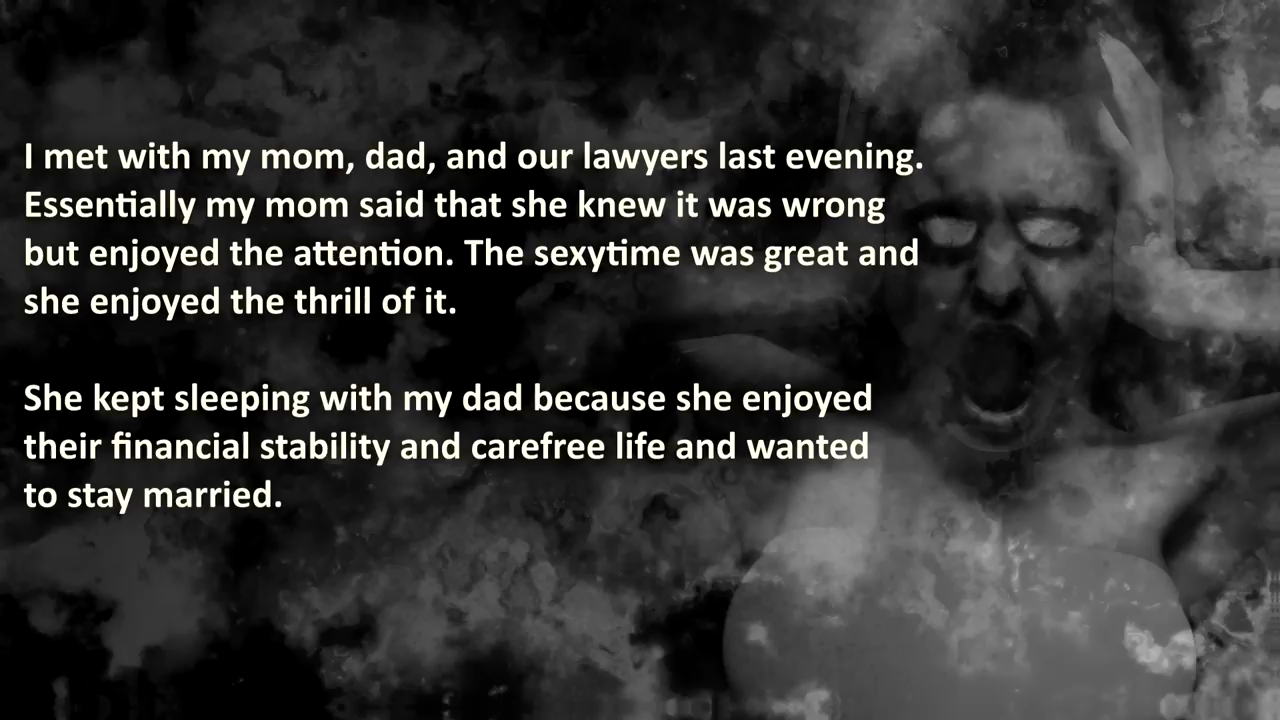 I met with my mom, dad, and our lawyers last evening.
Essentially my mom said that she knew it was wrong
but enjoyed the attention. The sexytime was great and
she enjoyed the thrill of it.
She kept sleeping with my dad because she enjoyed
their financial stability and carefree life and wanted
to stay married.